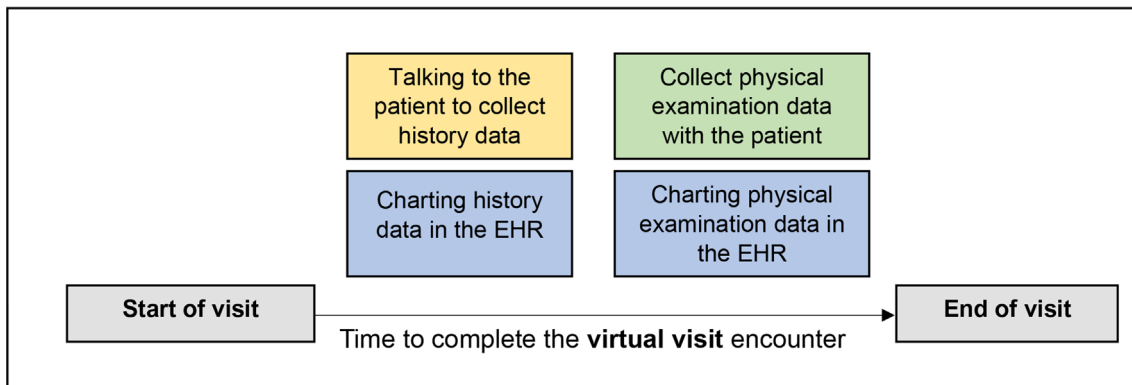 Talking to the
patient to collect
history data
Collect physical
examination data
with the patient
Charting history
data in the EHR
Charting physical
examination data in
the EHR
Start of visit
End of visit
Time to complete the virtual visit encounter